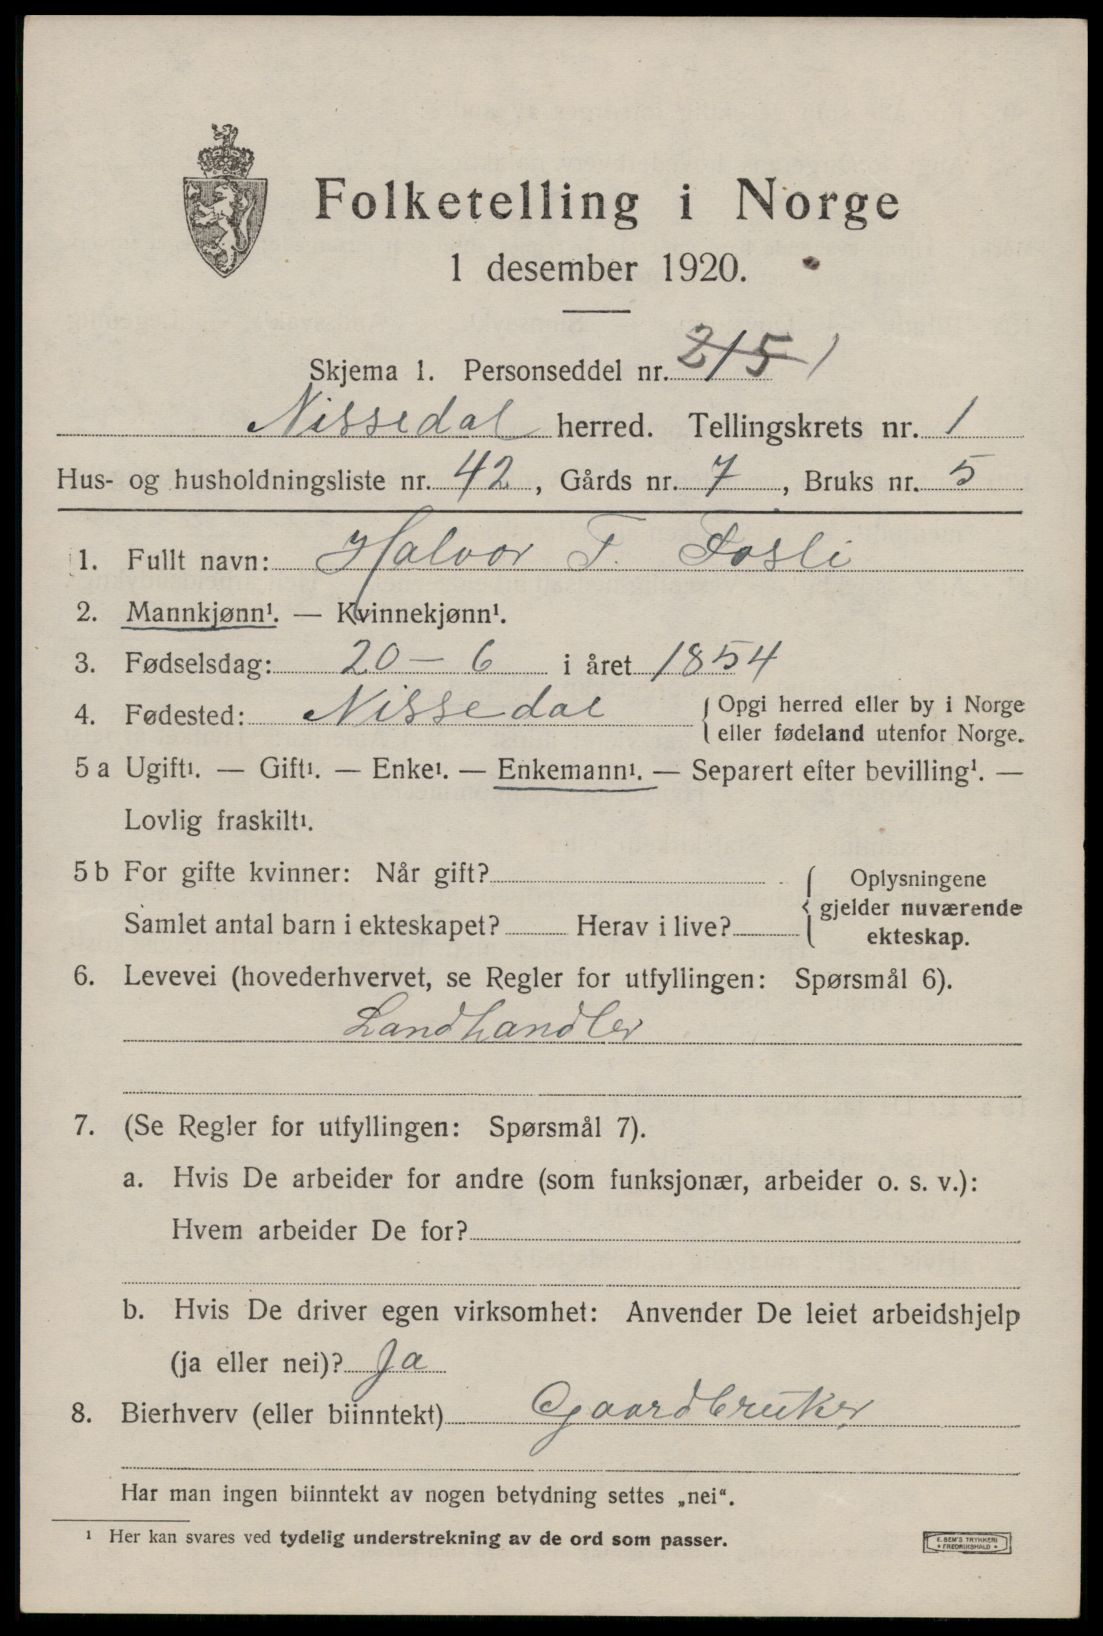 Folketelling i Norge
1 desember 1920.
Skjema 1. Personseddel nr. 215 1
Nissedal herred. Tellingskrets nr. 1
Hus- og husholdningsliste nr. 42, Gårds nr. 7, Bruks nr. 5
1. Fullt navn: Halvor T. Fosli
2. Mannkjønn¹. — Kvinnekjønn¹.
3. Fødselsdag: 20 – 6 i året 1854
4. Fødested: Nissedal { Opgi herred eller by i Norge
eller fødeland utenfor Norge.
5 a Ugift¹. — Gift¹. — Enke¹. — Enkemann¹. — Separert efter bevilling¹. —
Lovlig fraskilt¹.
5 b For gifte kvinner: Når gift?
Samlet antal barn i ekteskapet? Herav i live?
{ Oplysningene
gjelder nuværende
ekteskap.
6. Levevei (hovederhvervet, se Regler for utfyllingen: Spørsmål 6).
Landhandler
7. (Se Regler for utfyllingen: Spørsmål 7).
a. Hvis De arbeider for andre (som funksjonær, arbeider o. s. v.):
Hvem arbeider De for?
b. Hvis De driver egen virksomhet: Anvender De leiet arbeidshjelp
(ja eller nei)? Ja
8. Bierhverv (eller biinntekt) Gaardbruker
Har man ingen biinntekt av nogen betydning settes „nei“.
¹ Her kan svares ved tydelig understrekning av de ord som passer.
E. SEM'S TRYKKERI
• FREDRIKSHALD •